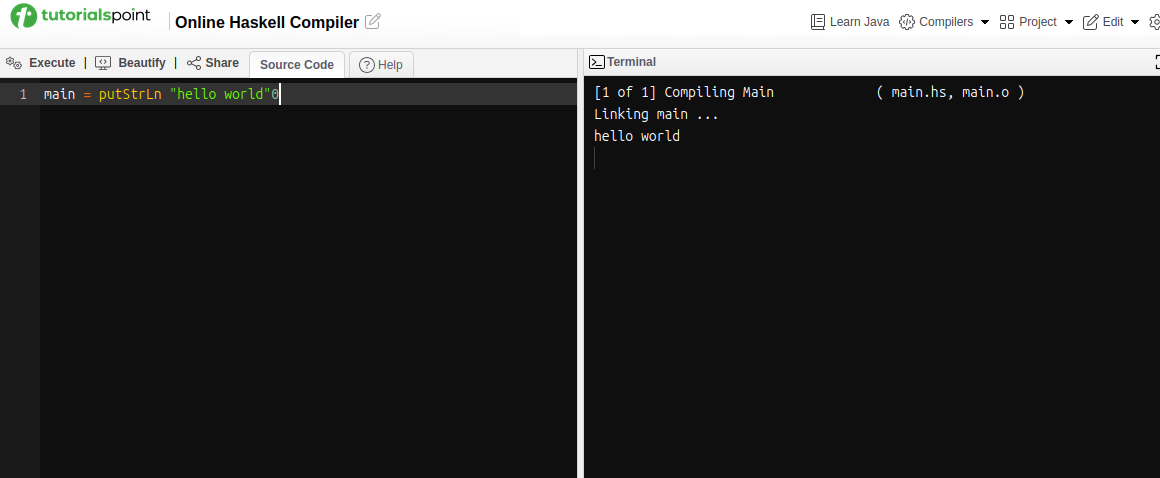 tutorialspoint
Online Haskell Compiler
Learn Java
Compilers
Project
Edit
Execute | Beautify | Share
Source Code
Help
1 main = putStrLn "hello world"0
Terminal
[1 of 1] Compiling Main ( main.hs, main.o )
Linking main ...
hello world